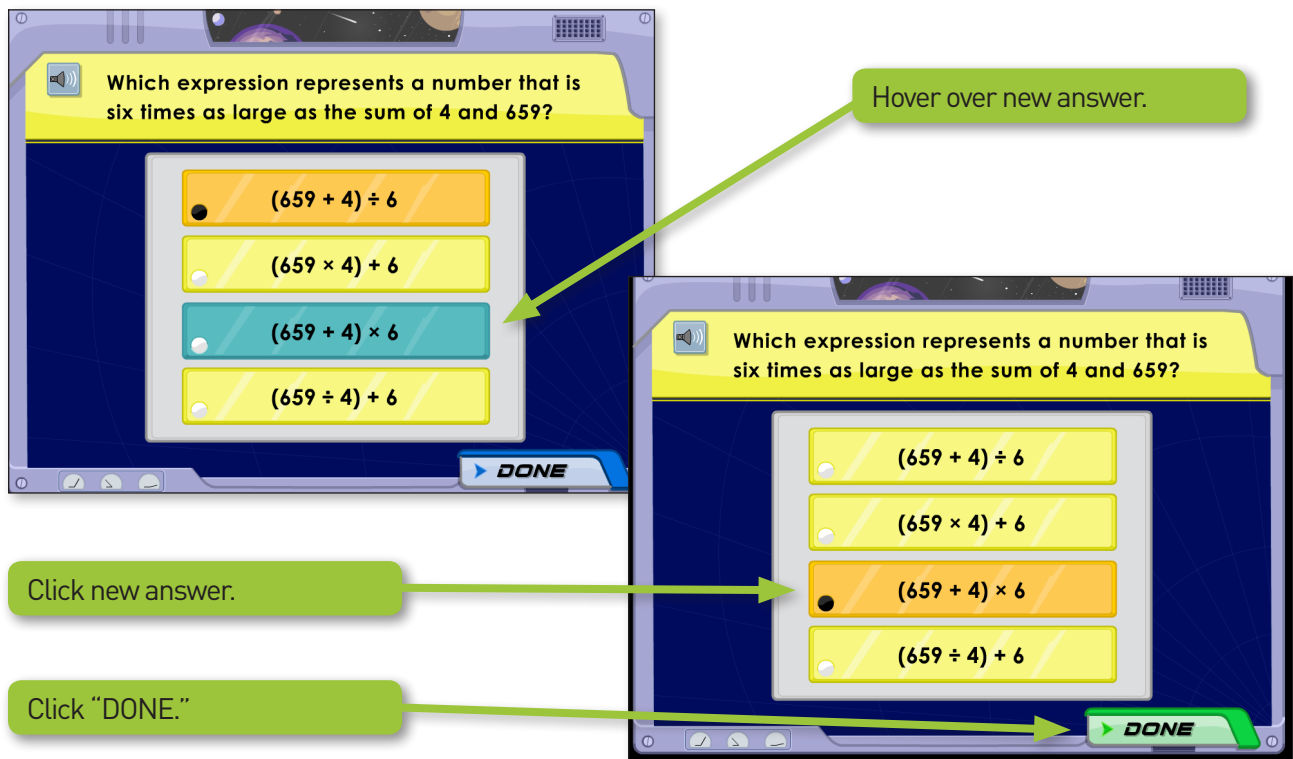 Which expression represents a number that is
six times as large as the sum of 4 and 659?
(659 + 4) ÷ 6
(659 × 4) + 6
(659 + 4) × 6
(659 ÷ 4) + 6
DONE
Hover over new answer.
Which expression represents a number that is
six times as large as the sum of 4 and 659?
(659 + 4) ÷ 6
(659 × 4) + 6
(659 + 4) × 6
(659 ÷ 4) + 6
DONE
Click new answer.
Click “DONE.”